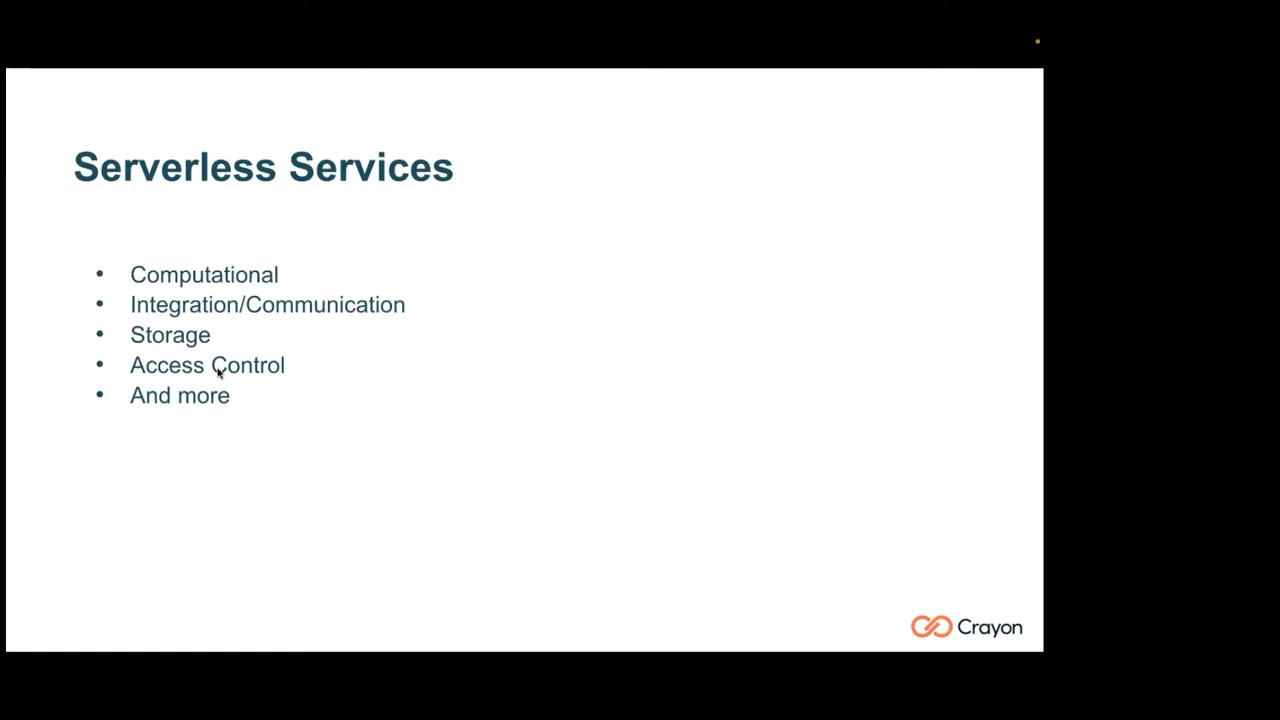 Serverless Services
• Computational
• Integration/Communication
• Storage
• Access Control
• And more
Crayon